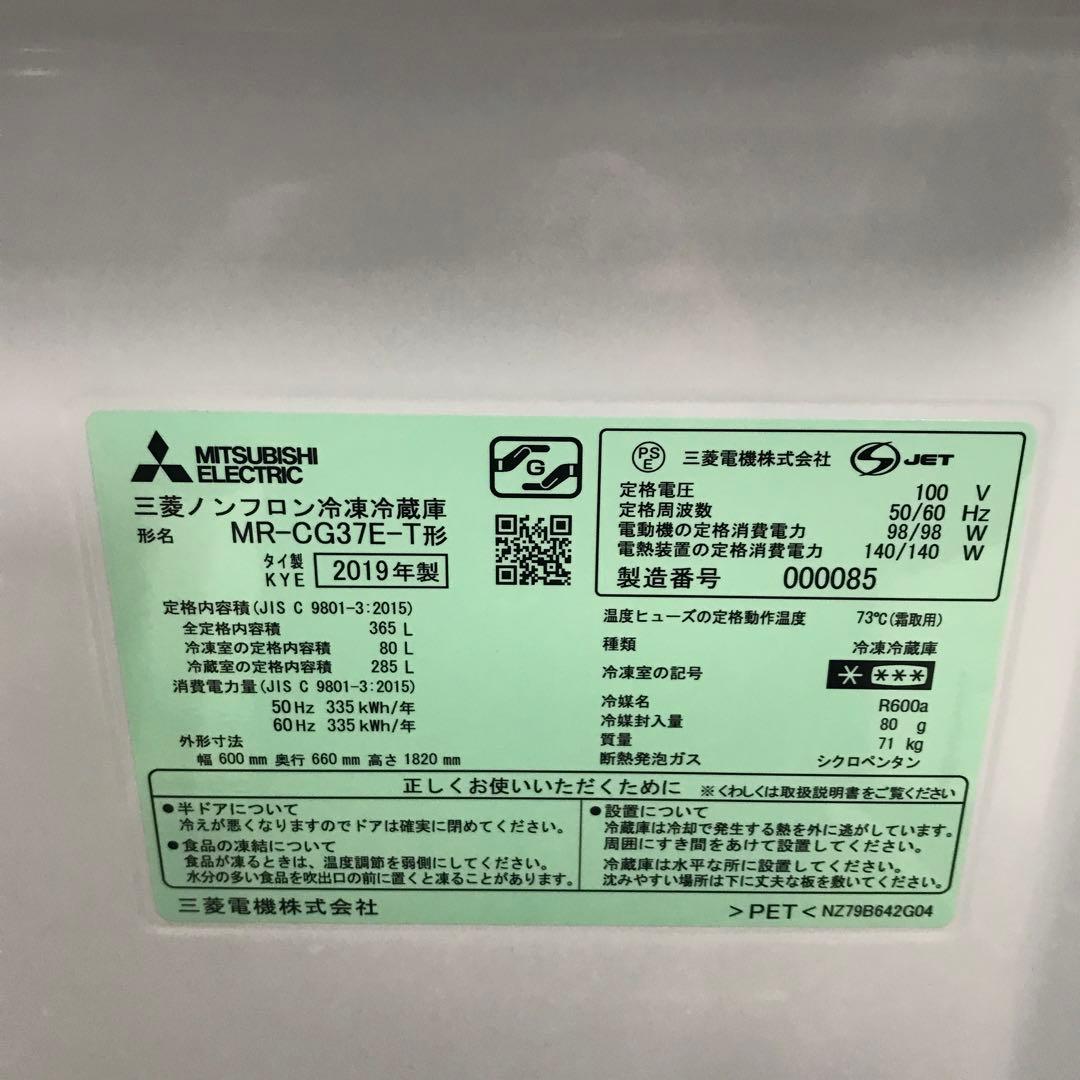 MITSUBISHI
ELECTRIC
三菱ノンフロン冷凍冷蔵庫
形名 MR-CG37E-T形
タイ製
KYE 2019年製
G
定格内容積(JIS C 9801-3:2015)
全定格内容積 365 L
冷凍室の定格内容積 80 L
冷蔵室の定格内容積 285 L
消費電力量(JIS C 9801-3:2015)
50Hz 335kWh/年
60Hz 335kWh/年
外形寸法
幅 600 mm 奥行 660 mm 高さ 1820 mm
PS
E 三菱電機株式会社 JET
定格電圧 100 V
定格周波数 50/60 Hz
電動機の定格消費電力 98/98 W
電熱装置の定格消費電力 140/140 W
製造番号 000085
温度ヒューズの定格動作温度 73℃(霜取用)
種類 冷凍冷蔵庫
冷凍室の記号 * ***
冷媒名 R600a
冷媒封入量 80 g
質量 71 kg
断熱発泡ガス シクロペンタン
正しくお使いいただくために ※くわしくは取扱説明書をご覧ください
●半ドアについて
冷えが悪くなりますのでドアは確実に閉めてください。
●食品の凍結について
食品が凍るときは、温度調節を弱側にしてください。
水分の多い食品を吹出口の前に置くと凍ることがあります。
●設置について
冷蔵庫は冷却で発生する熱を外に逃がしています。
周囲にすき間をあけて設置してください。
冷蔵庫は水平な所に設置してください。
沈みやすい場所は下に丈夫な板を敷いてください。
三菱電機株式会社
>PET< NZ79B642G04